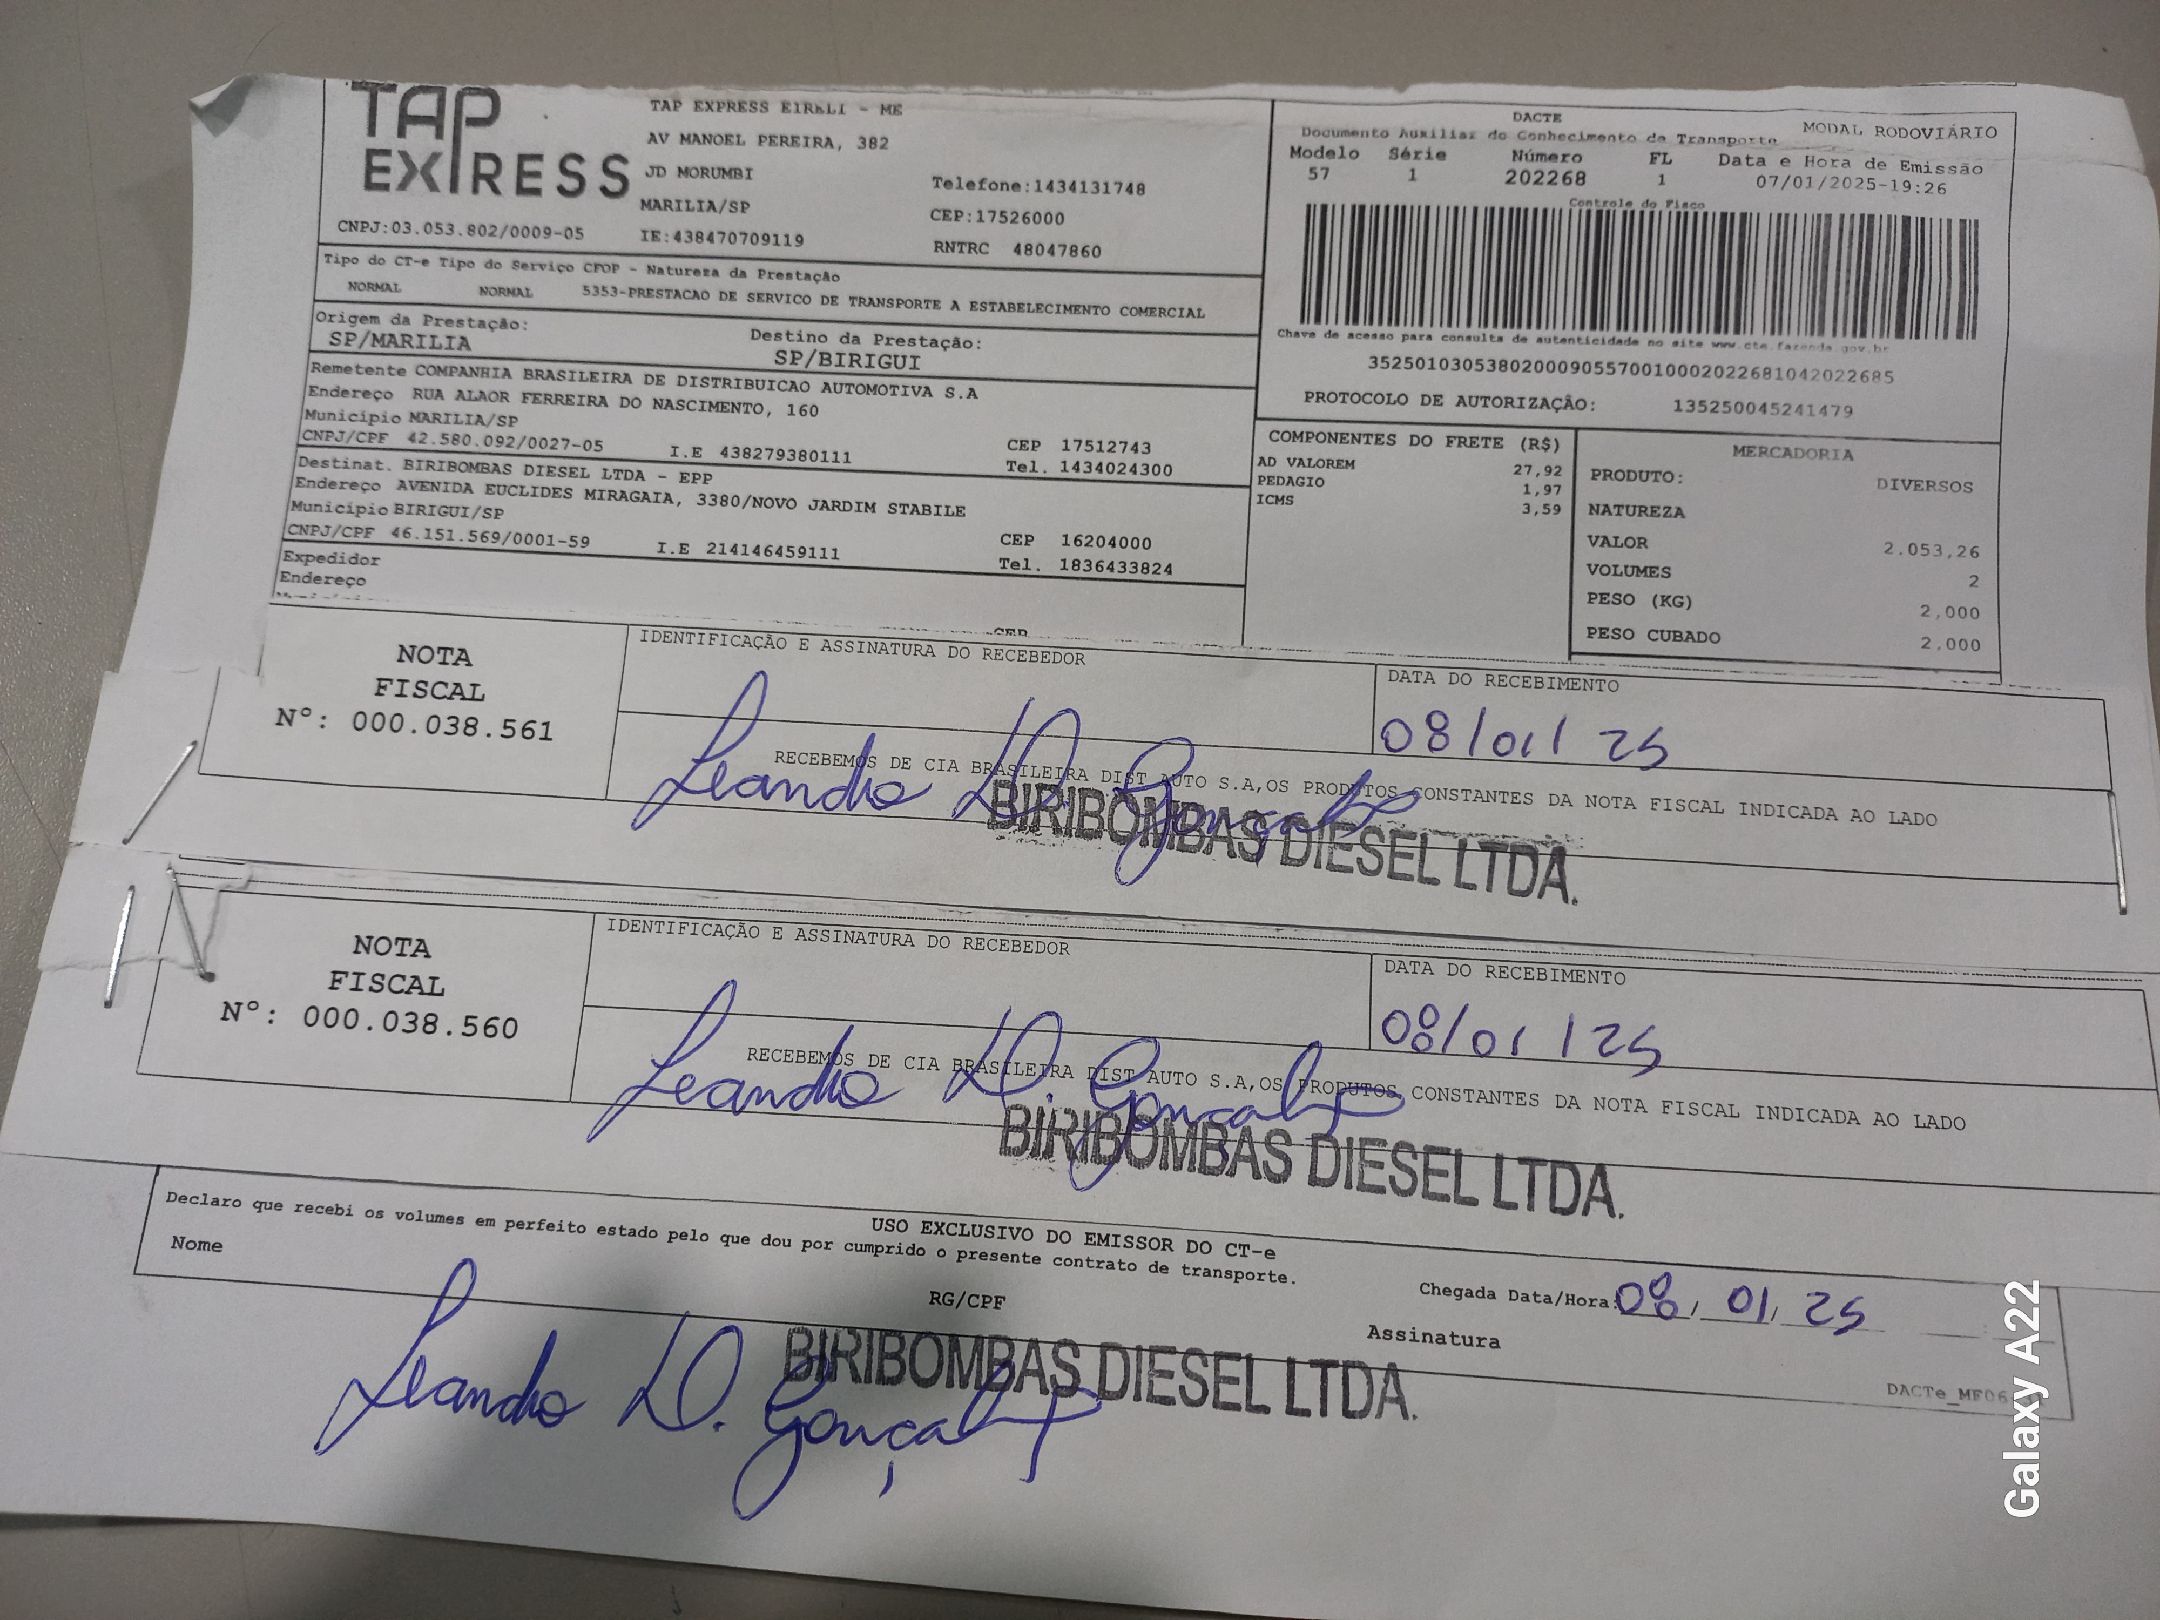 TAP
EXPRESS
TAP EXPRESS EIRELI - ME
AV MANOEL PEREIRA, 382
JD MORUMBI
Telefone:1434131748
MARILIA/SP
CEP:17526000
CNPJ:03.053.802/0009-05
IE:438470709119
RNTRC 48047860
DACTE
MODAL RODOVIÁRIO
Documento Auxiliar do Conhecimento de Transporte
Modelo Série Número FL Data e Hora de Emissão
57 1 202268 1 07/01/2025-19:26
Controle do Fisco
Chave de acesso para consulta de autenticidade no site www.cte.fazenda.gov.br
35250103053802000905570010002022681042022685
PROTOCOLO DE AUTORIZAÇÃO: 135250045241479
Tipo do CT-e Tipo do Serviço CFOP - Natureza da Prestação
NORMAL NORMAL 5353-PRESTACAO DE SERVICO DE TRANSPORTE A ESTABELECIMENTO COMERCIAL
Origem da Prestação: Destino da Prestação:
SP/MARILIA SP/BIRIGUI
Remetente COMPANHIA BRASILEIRA DE DISTRIBUICAO AUTOMOTIVA S.A
Endereço RUA ALAOR FERREIRA DO NASCIMENTO, 160
Município MARILIA/SP CEP 17512743
CNPJ/CPF 42.580.092/0027-05 I.E 438279380111 Tel. 1434024300
Destinat. BIRIBOMBAS DIESEL LTDA - EPP
Endereço AVENIDA EUCLIDES MIRAGAIA, 3380/NOVO JARDIM STABILE
Município BIRIGUI/SP CEP 16204000
CNPJ/CPF 46.151.569/0001-59 I.E 214146459111 Tel. 1836433824
Expedidor
Endereço
CEP
COMPONENTES DO FRETE (R$)
AD VALOREM 27,92
PEDAGIO 1,97
ICMS 3,59
MERCADORIA
PRODUTO: DIVERSOS
NATUREZA
VALOR 2.053,26
VOLUMES 2
PESO (KG) 2,000
PESO CUBADO 2,000
NOTA
FISCAL
Nº: 000.038.561
IDENTIFICAÇÃO E ASSINATURA DO RECEBEDOR
DATA DO RECEBIMENTO
08/01/25
Leandro D. Gonçalves
RECEBEMOS DE CIA BRASILEIRA DIST AUTO S.A,OS PRODUTOS CONSTANTES DA NOTA FISCAL INDICADA AO LADO
BIRIBOMBAS DIESEL LTDA.
NOTA
FISCAL
Nº: 000.038.560
IDENTIFICAÇÃO E ASSINATURA DO RECEBEDOR
DATA DO RECEBIMENTO
08/01/25
Leandro D. Gonçalves
RECEBEMOS DE CIA BRASILEIRA DIST AUTO S.A,OS PRODUTOS CONSTANTES DA NOTA FISCAL INDICADA AO LADO
BIRIBOMBAS DIESEL LTDA.
USO EXCLUSIVO DO EMISSOR DO CT-e
Declaro que recebi os volumes em perfeito estado pelo que dou por cumprido o presente contrato de transporte.
Nome RG/CPF Chegada Data/Hora: 08, 01, 25
Assinatura
BIRIBOMBAS DIESEL LTDA.
Leandro D. Gonçalves
DACTe_MF06
Galaxy A22